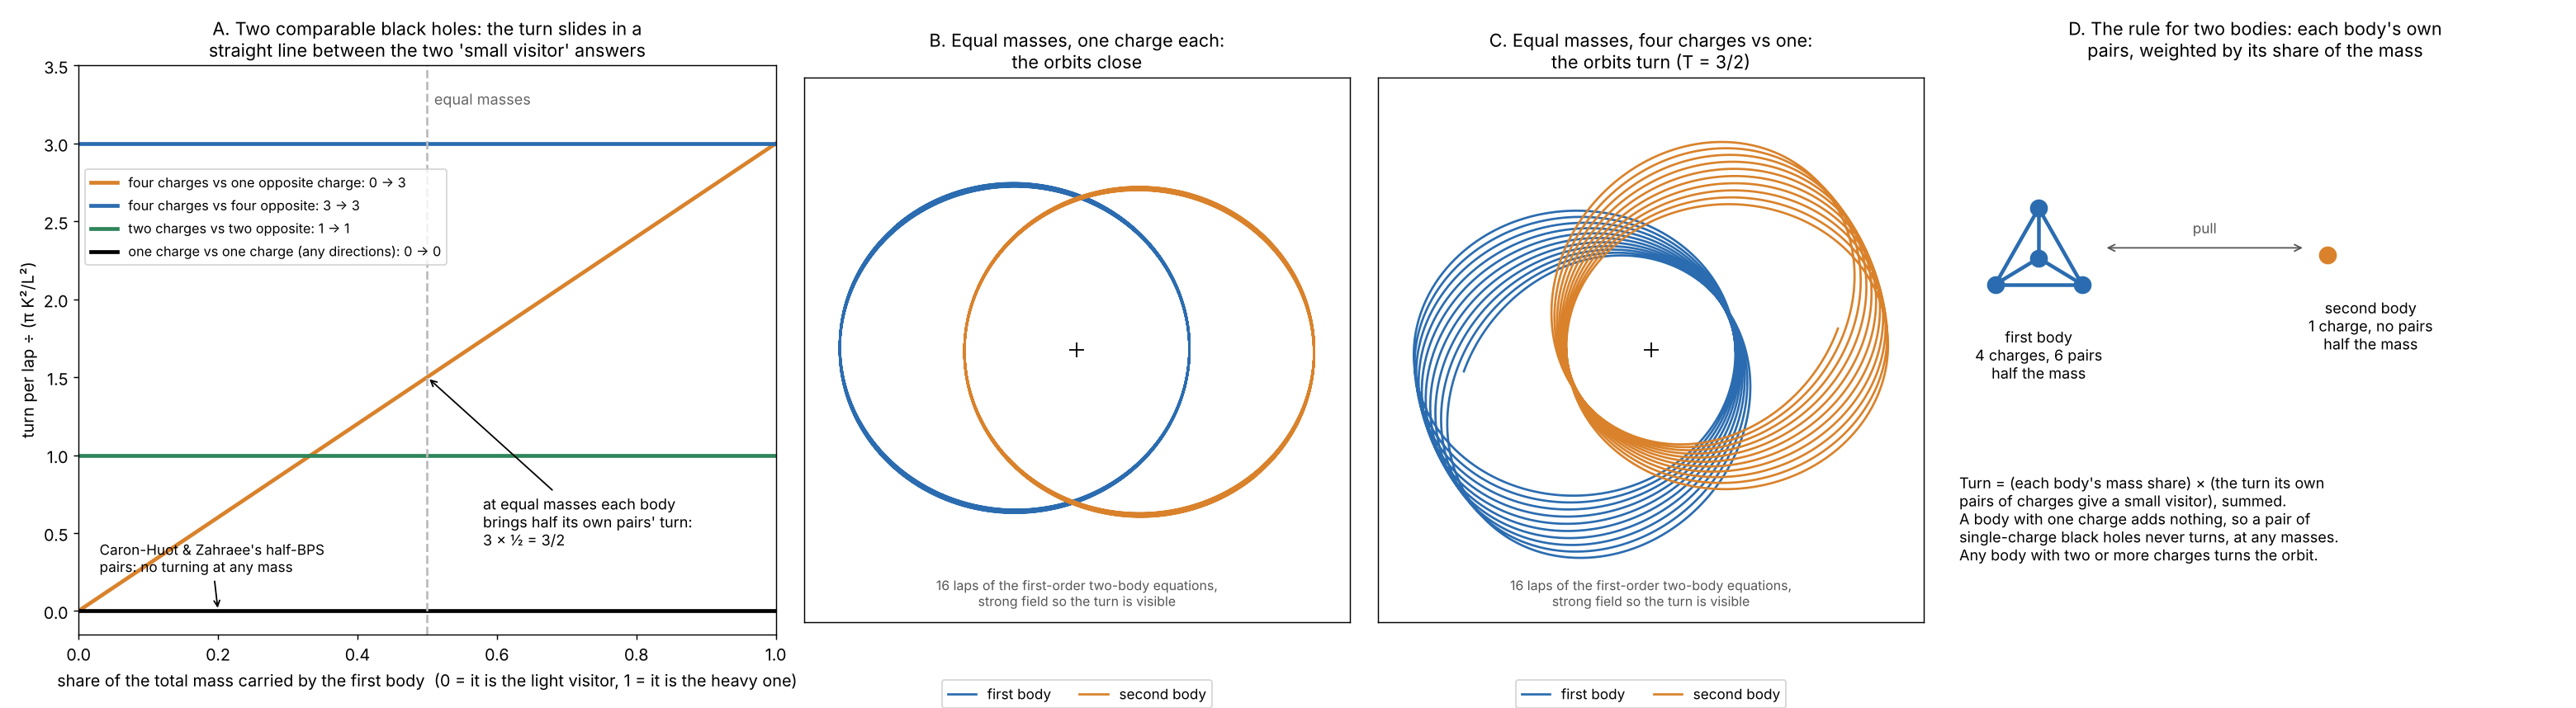 A. Two comparable black holes: the turn slides in a
straight line between the two 'small visitor' answers
3.5
3.0
2.5
2.0
1.5
1.0
0.5
0.0
turn per lap ÷ (π K²/L²)
equal masses
four charges vs one opposite charge: 0 → 3
four charges vs four opposite: 3 → 3
two charges vs two opposite: 1 → 1
one charge vs one charge (any directions): 0 → 0
at equal masses each body
brings half its own pairs' turn:
3 × ½ = 3/2
Caron-Huot & Zahraee's half-BPS
pairs: no turning at any mass
0.0
0.2
0.4
0.6
0.8
1.0
share of the total mass carried by the first body (0 = it is the light visitor, 1 = it is the heavy one)
B. Equal masses, one charge each:
the orbits close
16 laps of the first-order two-body equations,
strong field so the turn is visible
first body
second body
C. Equal masses, four charges vs one:
the orbits turn (T = 3/2)
16 laps of the first-order two-body equations,
strong field so the turn is visible
first body
second body
D. The rule for two bodies: each body's own
pairs, weighted by its share of the mass
pull
first body
4 charges, 6 pairs
half the mass
second body
1 charge, no pairs
half the mass
Turn = (each body's mass share) × (the turn its own
pairs of charges give a small visitor), summed.
A body with one charge adds nothing, so a pair of
single-charge black holes never turns, at any masses.
Any body with two or more charges turns the orbit.